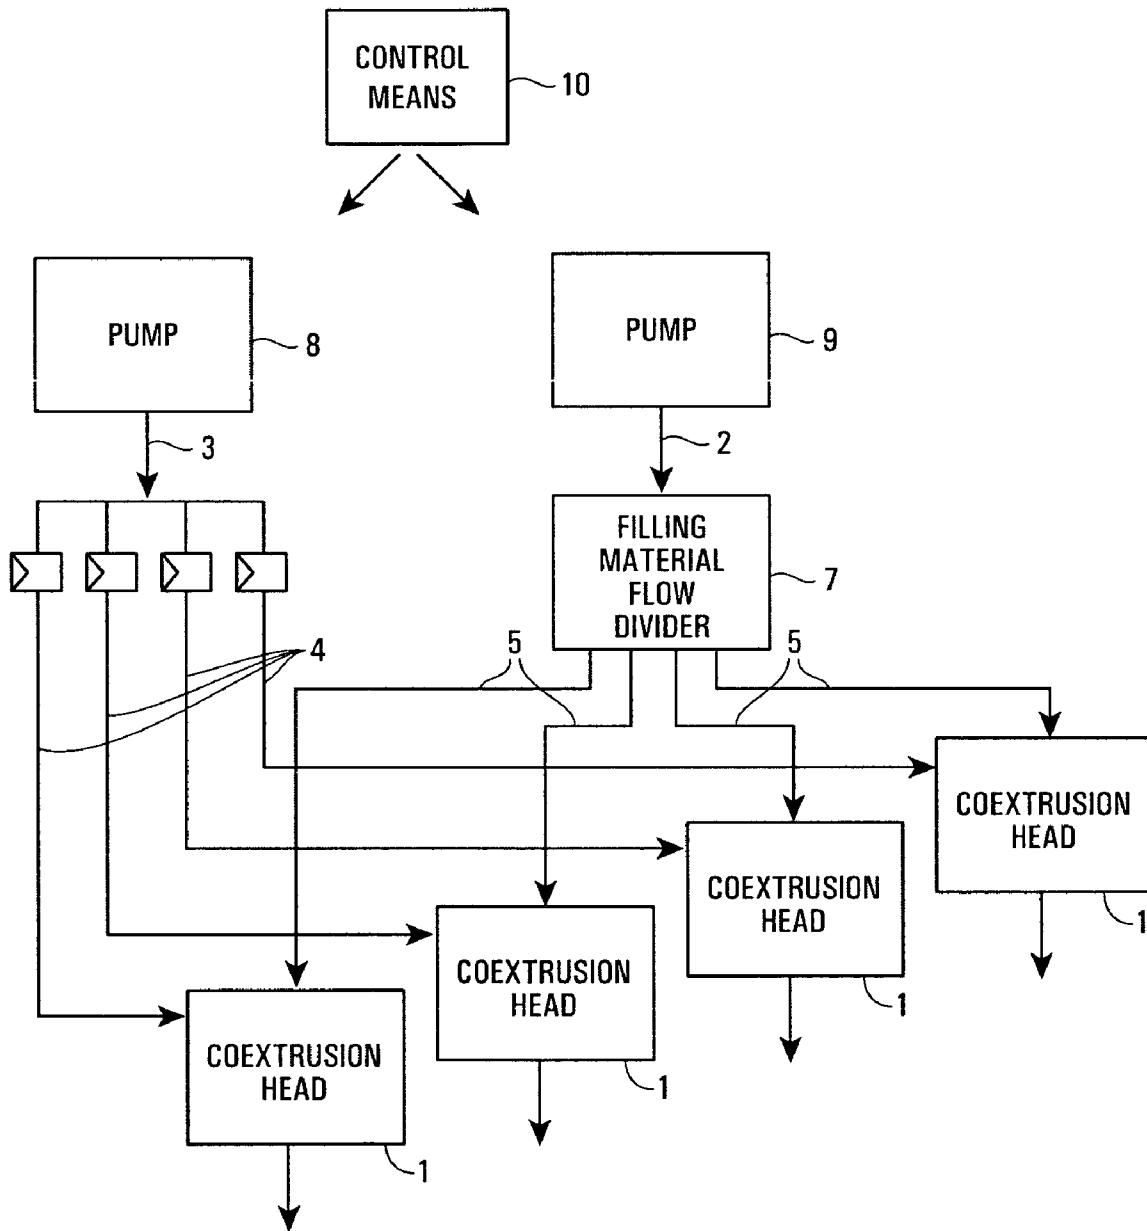 CONTROL
MEANS
10
PUMP
8
PUMP
9
3
2
FILLING
MATERIAL
FLOW
DIVIDER
7
4
5
5
COEXTRUSION
HEAD
1
COEXTRUSION
HEAD
1
COEXTRUSION
HEAD
1
COEXTRUSION
HEAD
1